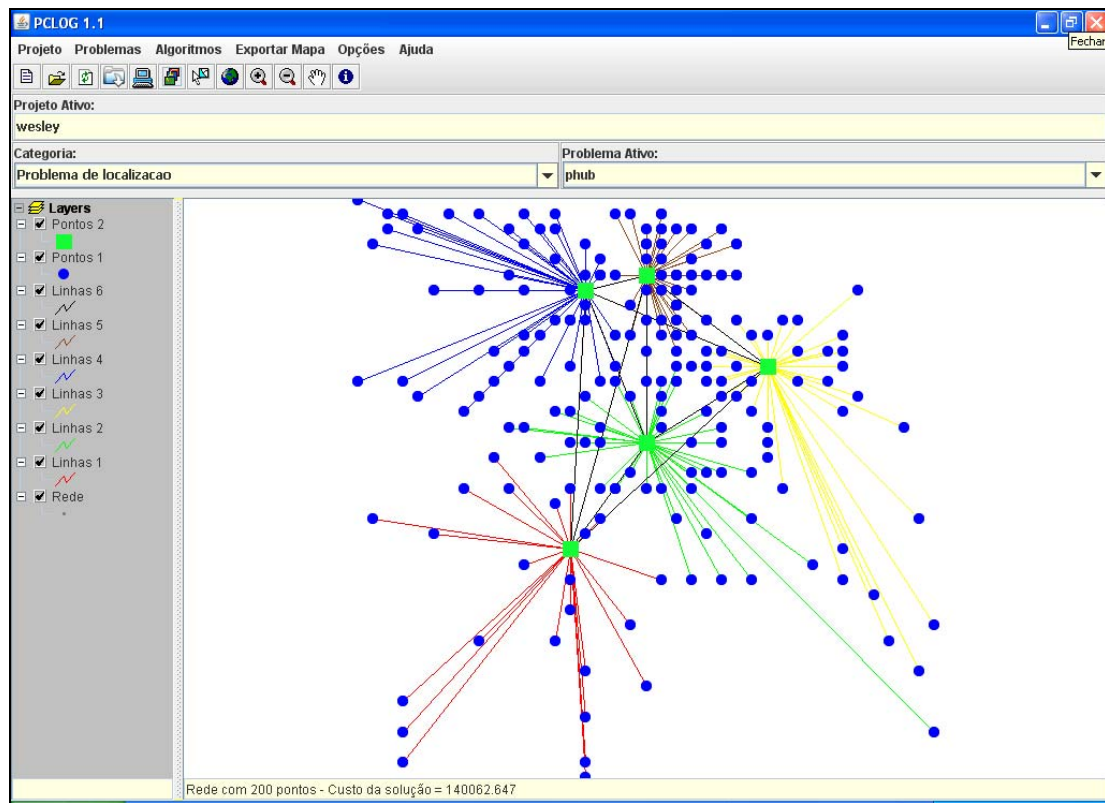 PCLOG 1.1
Fechar
Projeto Problemas Algoritmos Exportar Mapa Opções Ajuda
Projeto Ativo:
wesley
Categoria:
Problema Ativo:
Problema de localizacao
phub
Layers
Pontos 2
Pontos 1
Linhas 6
Linhas 5
Linhas 4
Linhas 3
Linhas 2
Linhas 1
Rede
Rede com 200 pontos - Custo da solução = 140062.647